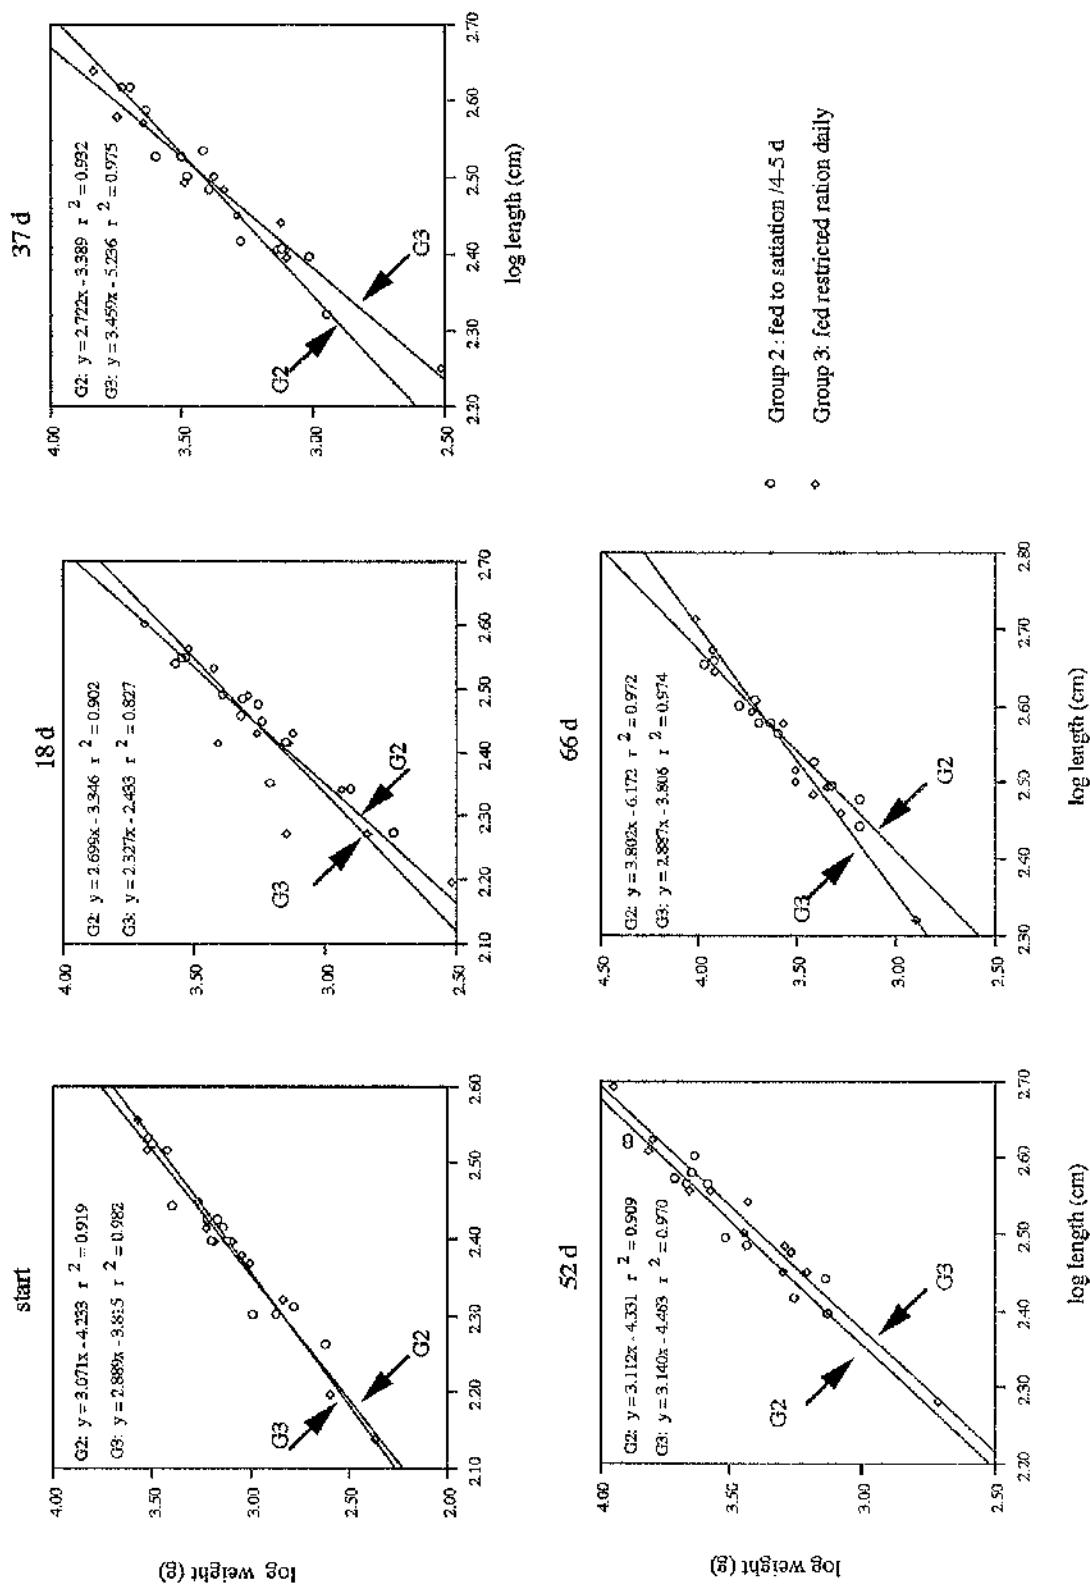 start
4.00
3.50
3.00
2.50
2.00
G2: y = 3.071x - 4.233 r 2 = 0.919
G3: y = 2.889x - 3.815 r 2 = 0.982
G3
G2
2.10 2.20 2.30 2.40 2.50 2.60
log weight (g)
18 d
4.00
3.50
3.00
2.50
G2: y = 2.699x - 3.346 r 2 = 0.902
G3: y = 2.327x - 2.433 r 2 = 0.827
G3
G2
2.10 2.20 2.30 2.40 2.50 2.60 2.70
37 d
4.00
3.50
3.00
2.50
G2: y = 2.722x - 3.389 r 2 = 0.932
G3: y = 3.459x - 5.236 r 2 = 0.975
G2
G3
2.20 2.30 2.40 2.50 2.60 2.70
log length (cm)
52 d
4.00
3.50
3.00
2.50
G2: y = 3.112x - 4.331 r 2 = 0.909
G3: y = 3.140x - 4.463 r 2 = 0.970
G2
G3
2.20 2.30 2.40 2.50 2.60 2.70
log weight (g)
log length (cm)
66 d
4.50
4.00
3.50
3.00
2.50
G2: y = 3.802x - 6.172 r 2 = 0.972
G3: y = 2.887x - 3.806 r 2 = 0.974
G3
G2
2.30 2.40 2.50 2.60 2.70 2.80
log length (cm)
Group 2 : fed to satiation /4-5 d
Group 3: fed restricted ration daily